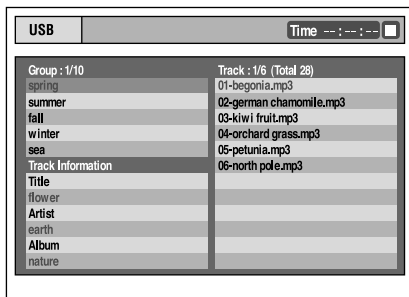 USB
Time --:--:--
Group : 1/10
spring
summer
fall
winter
sea
Track Information
Title
flower
Artist
earth
Album
nature
Track : 1/6 (Total 28)
01-begonia.mp3
02-german chamomile.mp3
03-kiwi fruit.mp3
04-orchard grass.mp3
05-petunia.mp3
06-north pole.mp3